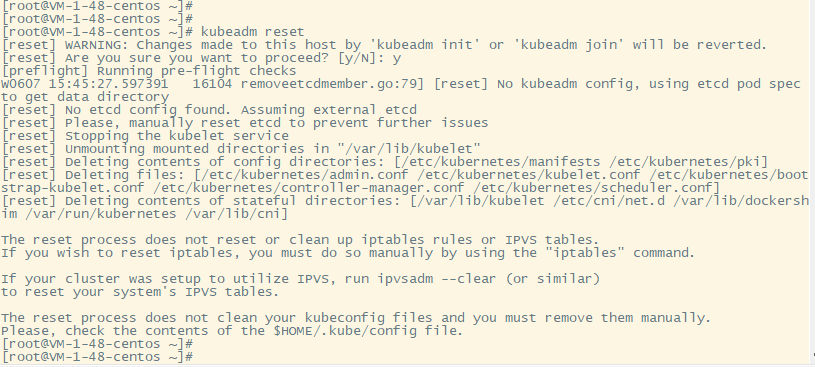 [root@VM-1-48-centos ~]#
[root@VM-1-48-centos ~]#
[root@VM-1-48-centos ~]# kubeadm reset
[reset] WARNING: Changes made to this host by 'kubeadm init' or 'kubeadm join' will be reverted.
[reset] Are you sure you want to proceed? [y/N]: y
[preflight] Running pre-flight checks
W0607 15:45:27.597391   16104 removeetcdmember.go:79] [reset] No kubeadm config, using etcd pod spec
to get data directory
[reset] No etcd config found. Assuming external etcd
[reset] Please, manually reset etcd to prevent further issues
[reset] Stopping the kubelet service
[reset] Unmounting mounted directories in "/var/lib/kubelet"
[reset] Deleting contents of config directories: [/etc/kubernetes/manifests /etc/kubernetes/pki]
[reset] Deleting files: [/etc/kubernetes/admin.conf /etc/kubernetes/kubelet.conf /etc/kubernetes/boot
strap-kubelet.conf /etc/kubernetes/controller-manager.conf /etc/kubernetes/scheduler.conf]
[reset] Deleting contents of stateful directories: [/var/lib/kubelet /etc/cni/net.d /var/lib/dockersh
im /var/run/kubernetes /var/lib/cni]
The reset process does not reset or clean up iptables rules or IPVS tables.
If you wish to reset iptables, you must do so manually by using the "iptables" command.
If your cluster was setup to utilize IPVS, run ipvsadm --clear (or similar)
to reset your system's IPVS tables.
The reset process does not clean your kubeconfig files and you must remove them manually.
Please, check the contents of the $HOME/.kube/config file.
[root@VM-1-48-centos ~]#
[root@VM-1-48-centos ~]#